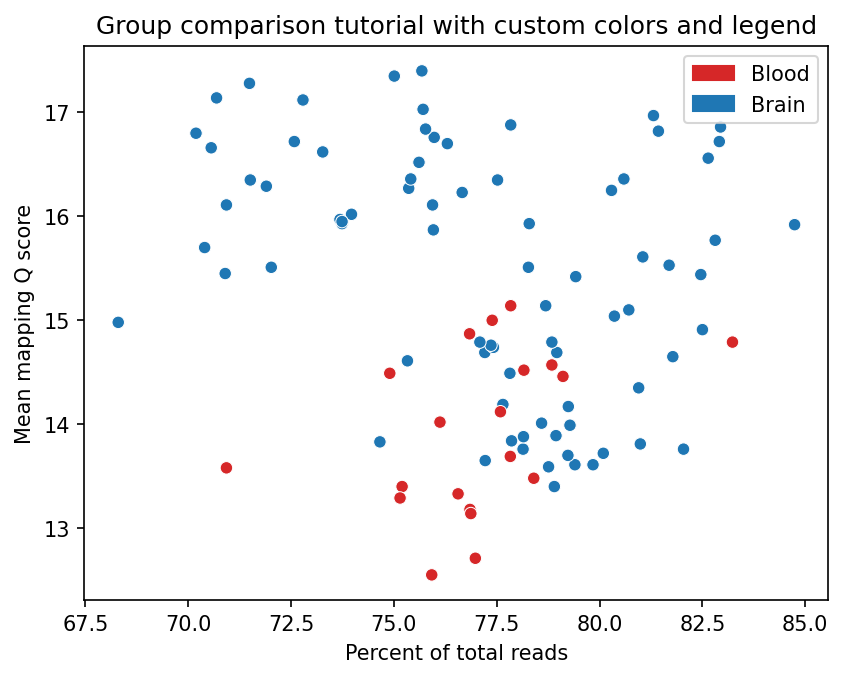 Group comparison tutorial with custom colors and legend
Blood
Brain
17
16
15
14
13
Mean mapping Q score
67.5 70.0 72.5 75.0 77.5 80.0 82.5 85.0
Percent of total reads